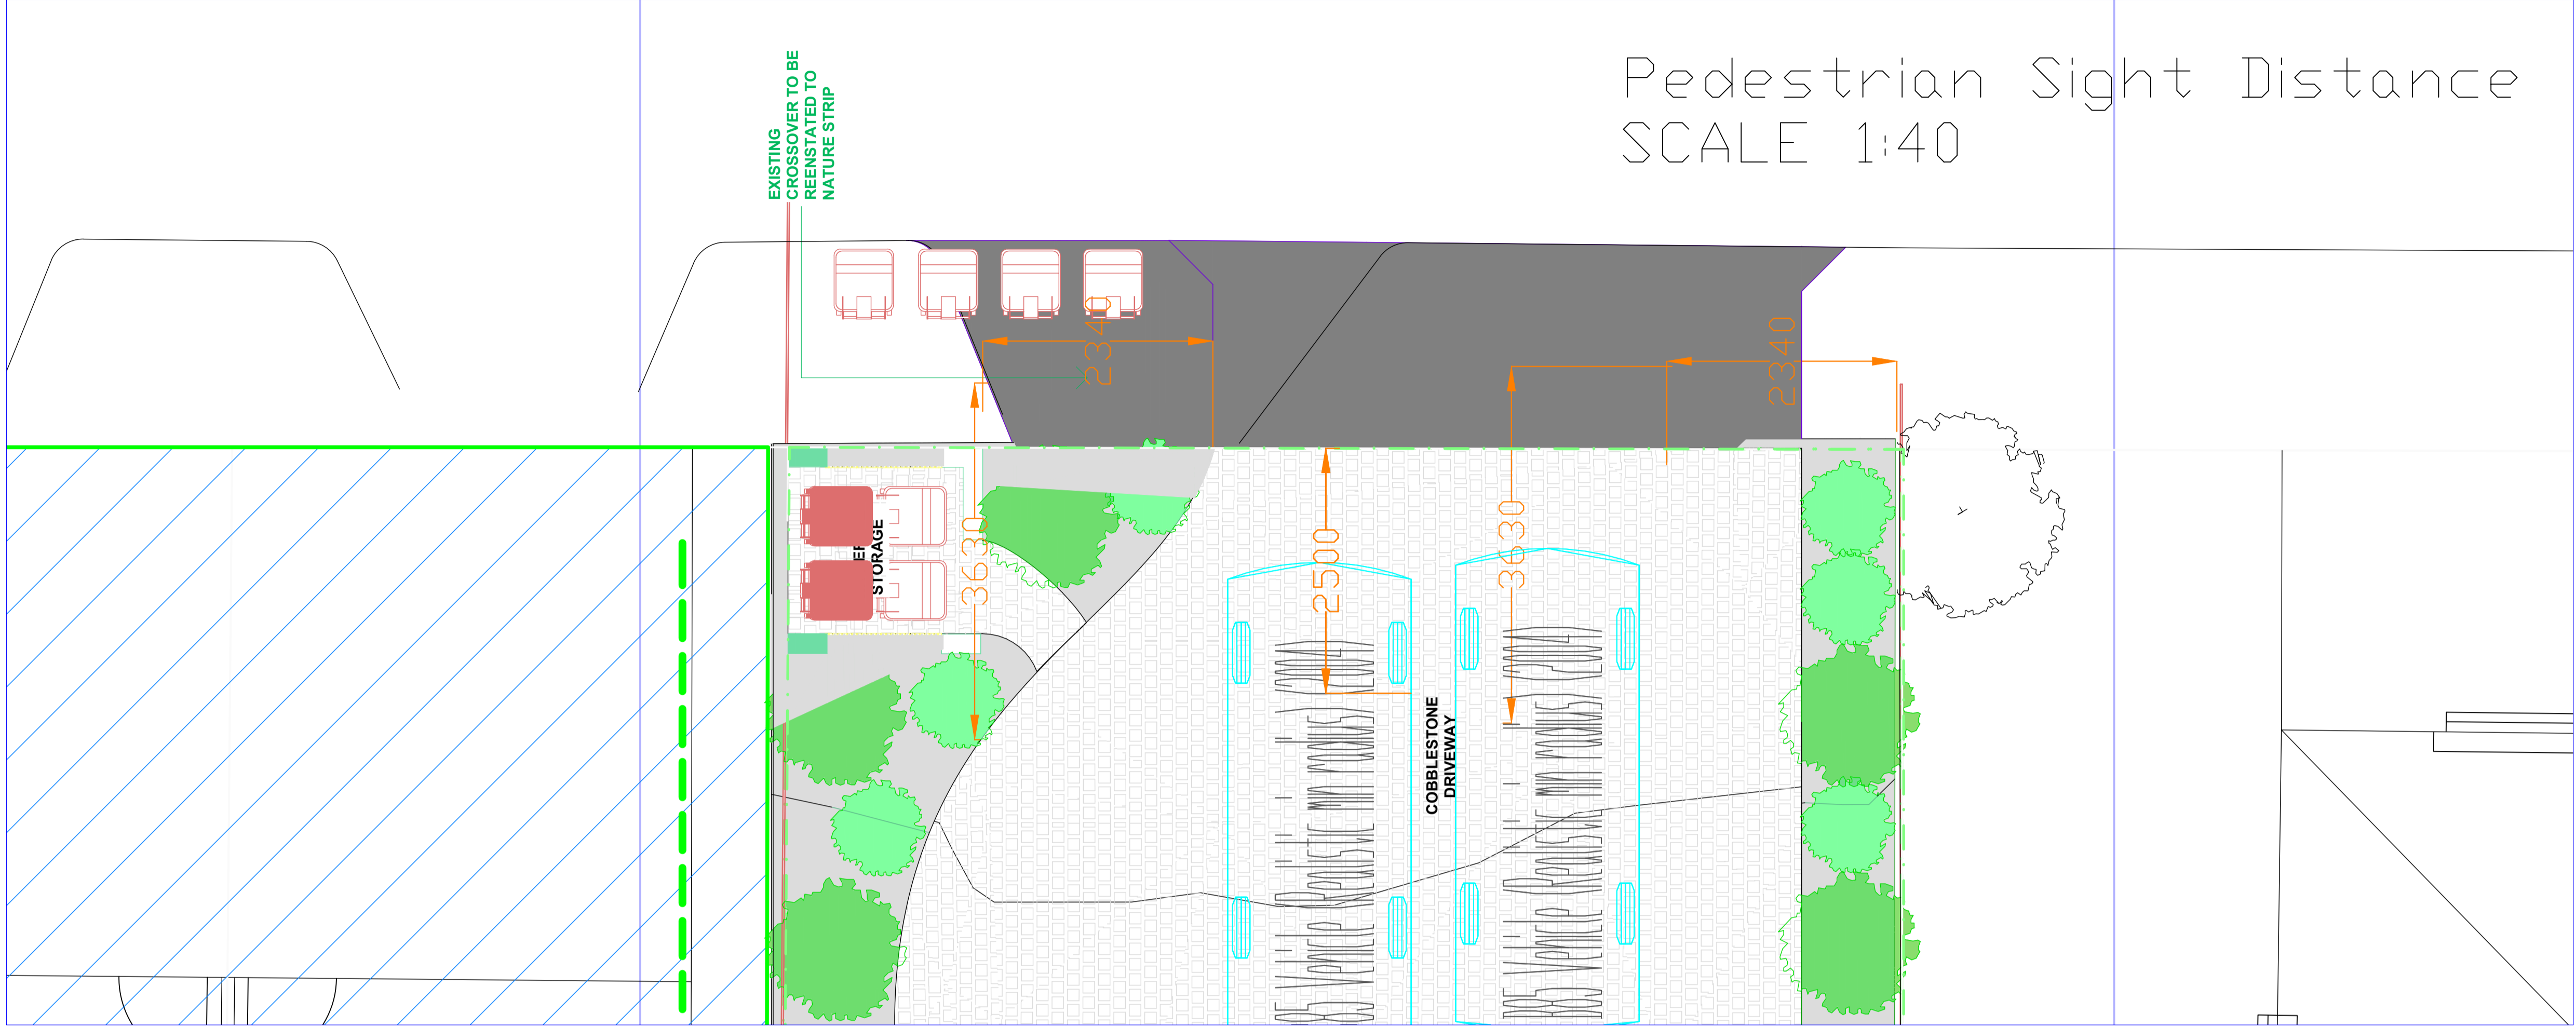 Pedestrian Sight Distance
SCALE 1:40
EXISTING
CROSSOVER TO BE
REENSTATED TO
NATURE STRIP
2340
2340
STORAGE
3630
2500
3630
COBBLESTONE
DRIVEWAY